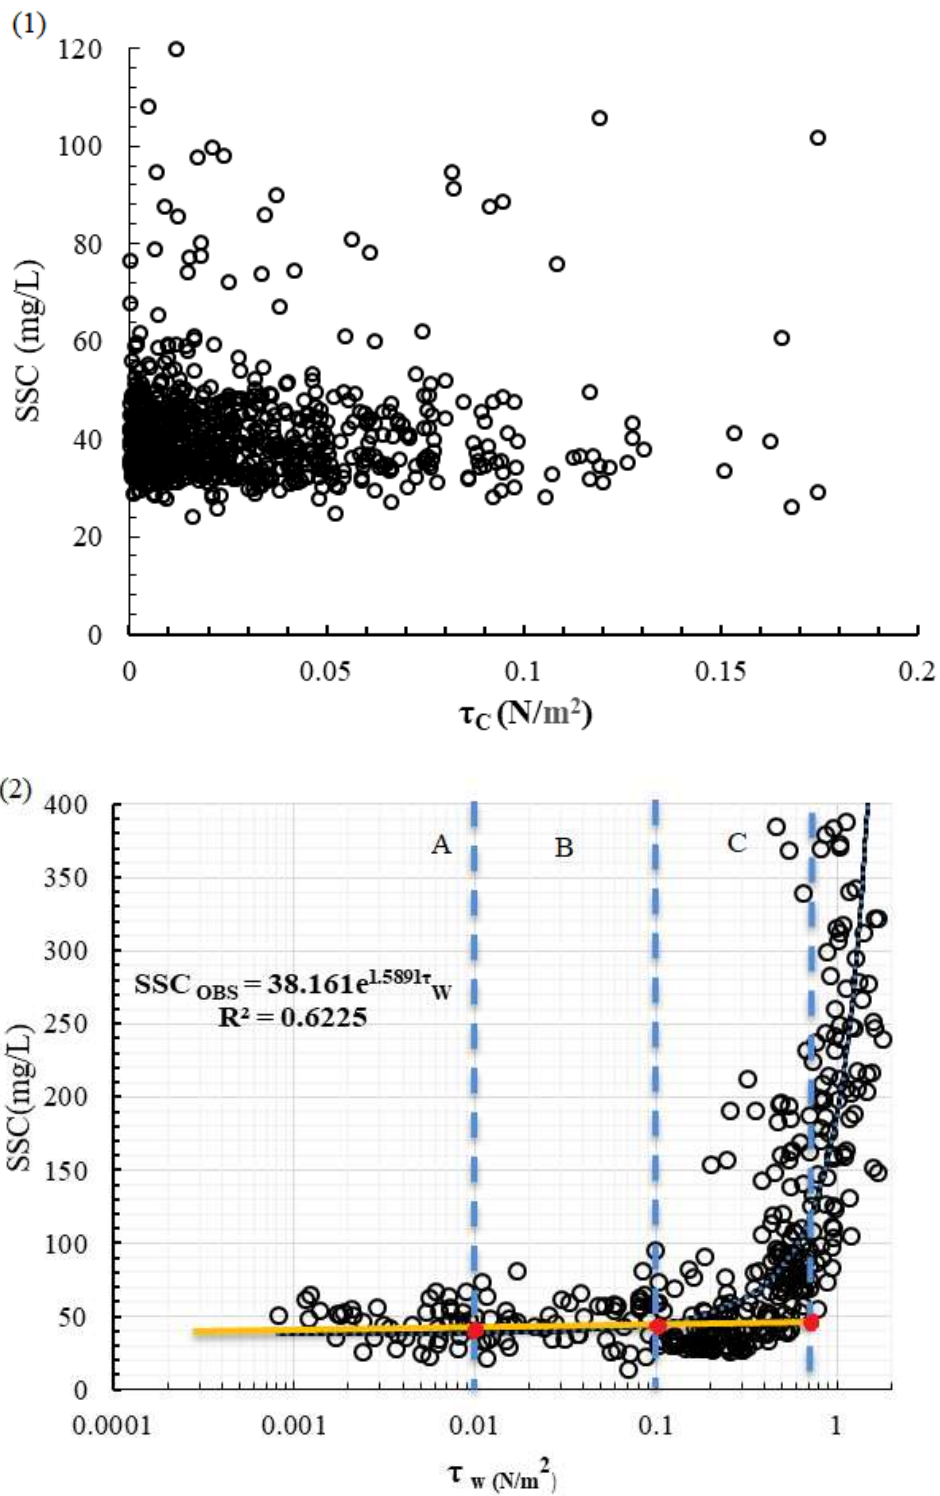 (1)
120
100
80
60
40
20
0
SSC (mg/L)
0 0.05 0.1 0.15 0.2
τC (N/m²)
(2)
400
350
300
250
200
150
100
50
0
SSC(mg/L)
A B C
SSC OBS = 38.161e^1.5891τW
R² = 0.6225
0.0001 0.001 0.01 0.1 1
τ w (N/m²)